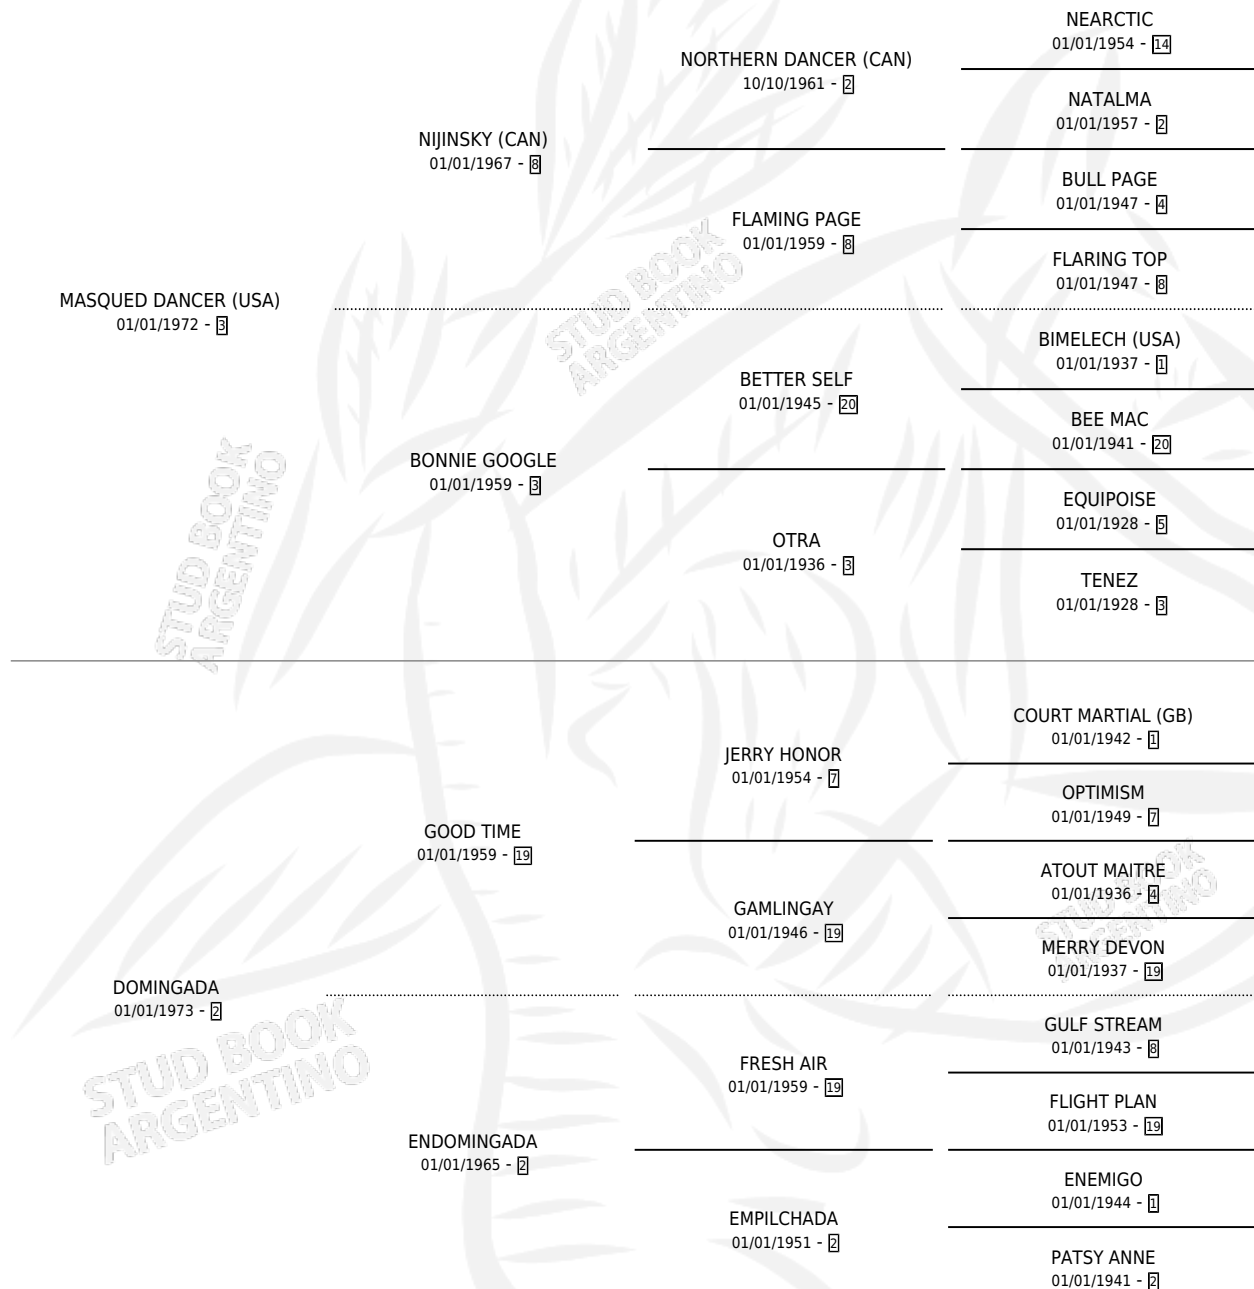 NEARCTIC
01/01/1954 - 14
NORTHERN DANCER (CAN)
10/10/1961 - 2
NATALMA
01/01/1957 - 2
NIJINSKY (CAN)
01/01/1967 - 8
BULL PAGE
01/01/1947 - 4
FLAMING PAGE
01/01/1959 - 8
FLARING TOP
01/01/1947 - 8
MASQUED DANCER (USA)
01/01/1972 - 3
BIMELECH (USA)
01/01/1937 - 1
BETTER SELF
01/01/1945 - 20
BEE MAC
01/01/1941 - 20
BONNIE GOOGLE
01/01/1959 - 3
EQUIPOISE
01/01/1928 - 5
OTRA
01/01/1936 - 3
TENEZ
01/01/1928 - 3
STUD BOOK
ARGENTINO
STUD BOOK
ARGENTINO
COURT MARTIAL (GB)
01/01/1942 - 1
JERRY HONOR
01/01/1954 - 7
OPTIMISM
01/01/1949 - 7
GOOD TIME
01/01/1959 - 19
ATOUT MAITRE
01/01/1936 - 4
GAMLINGAY
01/01/1946 - 19
MERRY DEVON
01/01/1937 - 19
DOMINGADA
01/01/1973 - 2
GULF STREAM
01/01/1943 - 8
FRESH AIR
01/01/1959 - 19
FLIGHT PLAN
01/01/1953 - 19
ENDOMINGADA
01/01/1965 - 2
ENEMIGO
01/01/1944 - 1
EMPILCHADA
01/01/1951 - 2
PATSY ANNE
01/01/1941 - 2
STUD BOOK
ARGENTINO
STUD BOOK
ARGENTINO